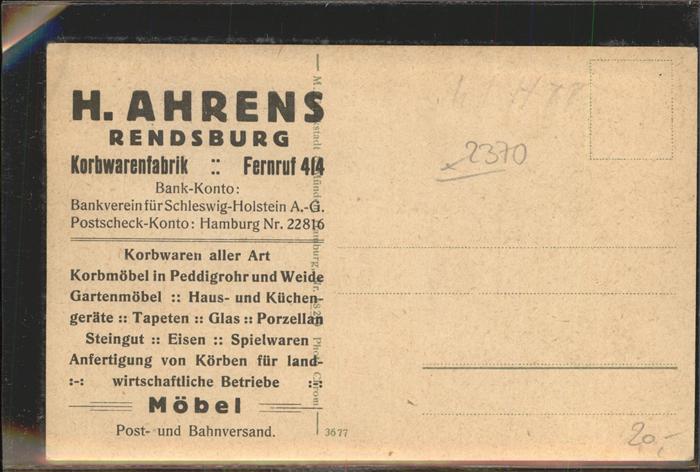 H. AHRENS
RENDSBURG
Korbwarenfabrik :: Fernruf 414
Bank-Konto:
Bankverein für Schleswig-Holstein A.-G.
Postscheck-Konto: Hamburg Nr. 22816
Korbwaren aller Art
Korbmöbel in Peddigrohr und Weide
Gartenmöbel :: Haus- und Küchen-
geräte :: Tapeten :: Glas :: Porzellan
Steingut :: Eisen :: Spielwaren
Anfertigung von Körben für land-
:-: wirtschaftliche Betriebe :-:
Möbel
Post- und Bahnversand.
3677
2370
20,-